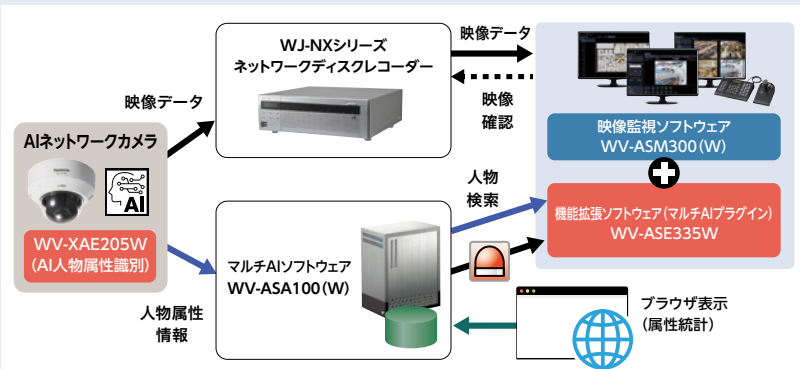 WJ-NXシリーズ
ネットワークディスクレコーダー
映像データ
映像データ
映像
確認
AIネットワークカメラ
AI
WV-XAE205W
(AI人物属性識別)
映像監視ソフトウェア
WV-ASM300(W)
機能拡張ソフトウェア(マルチAIプラグイン)
WV-ASE335W
人物
検索
マルチAIソフトウェア
WV-ASA100(W)
人物属性
情報
ブラウザ表示
(属性統計)